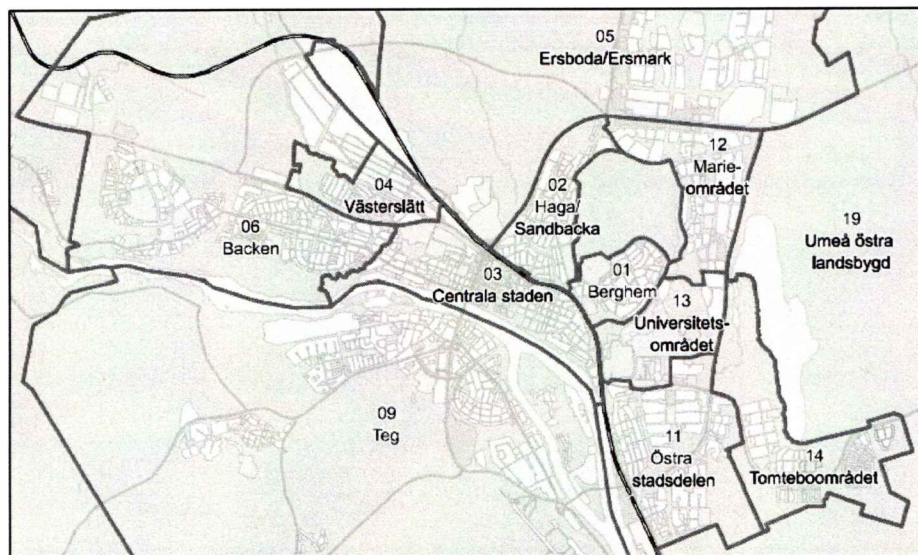 05
Ersboda/Ersmark
12
Marie-
området
02
Haga/
Sandbacka
04
Västerslätt
19
Umeå östra
landsbygd
06
Backen
01
Berghem
03
Centrala staden
13
Universitets-
området
09
Teg
11
Östra
stadsdelen
14
Tomteboområdet